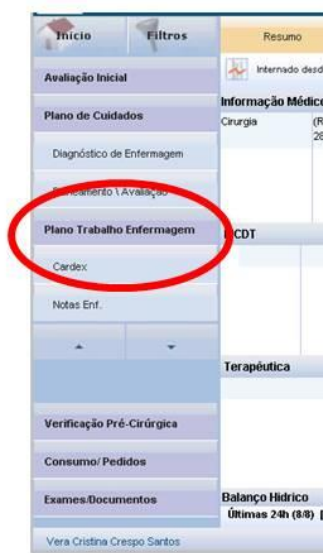 Início Filtros Resumo
Internado desd
Avaliação Inicial
Informação Médic
Plano de Cuidados
Cirurgia (R
28
Diagnóstico de Enfermagem
Planeamento \ Avaliação
Plano Trabalho Enfermagem
MCDT
Cardex
Notas Enf.
Terapêutica
Verificação Pré-Cirúrgica
Consumo/Pedidos
Exames/Documentos
Balanço Hidrico
Últimas 24h (8/8) [
Vera Cristina Crespo Santos